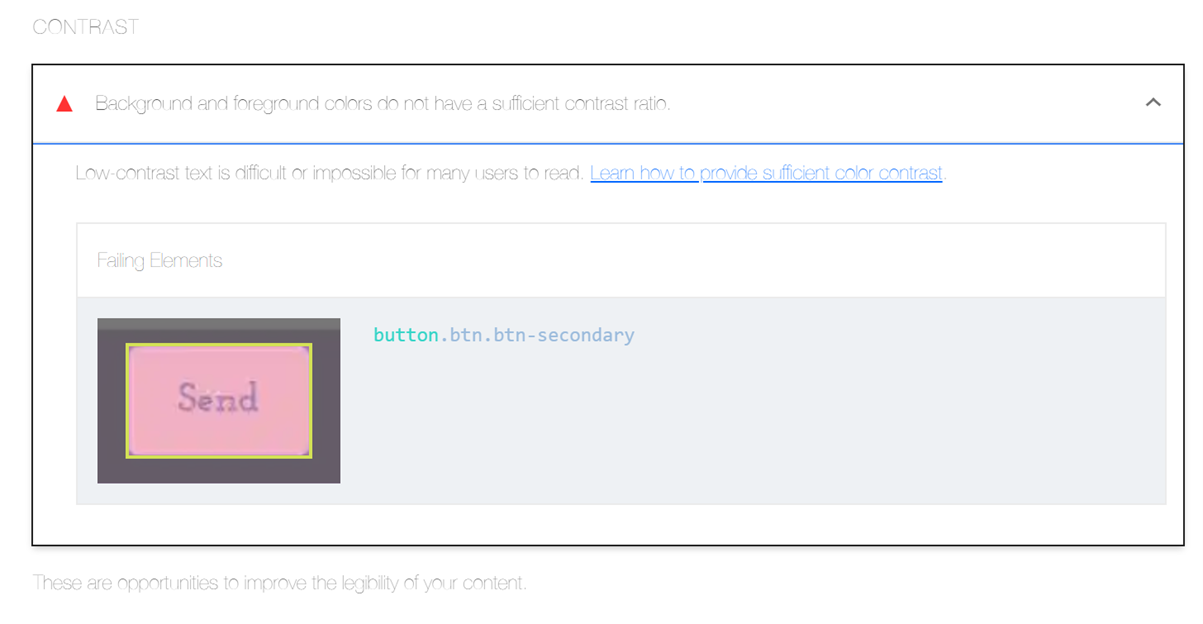 CONTRAST
Background and foreground colors do not have a sufficient contrast ratio.
Low-contrast text is difficult or impossible for many users to read. Learn how to provide sufficient color contrast.
Failing Elements
button.btn.btn-secondary
Send
These are opportunities to improve the legibility of your content.